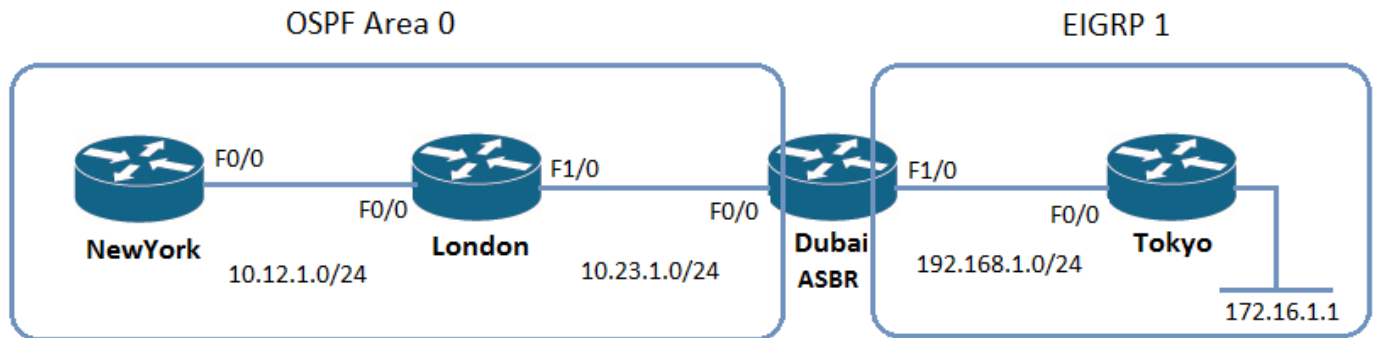 OSPF Area 0
EIGRP 1
F0/0
F0/0
F1/0
F0/0
F1/0
F0/0
NewYork
London
Dubai
ASBR
Tokyo
10.12.1.0/24
10.23.1.0/24
192.168.1.0/24
172.16.1.1